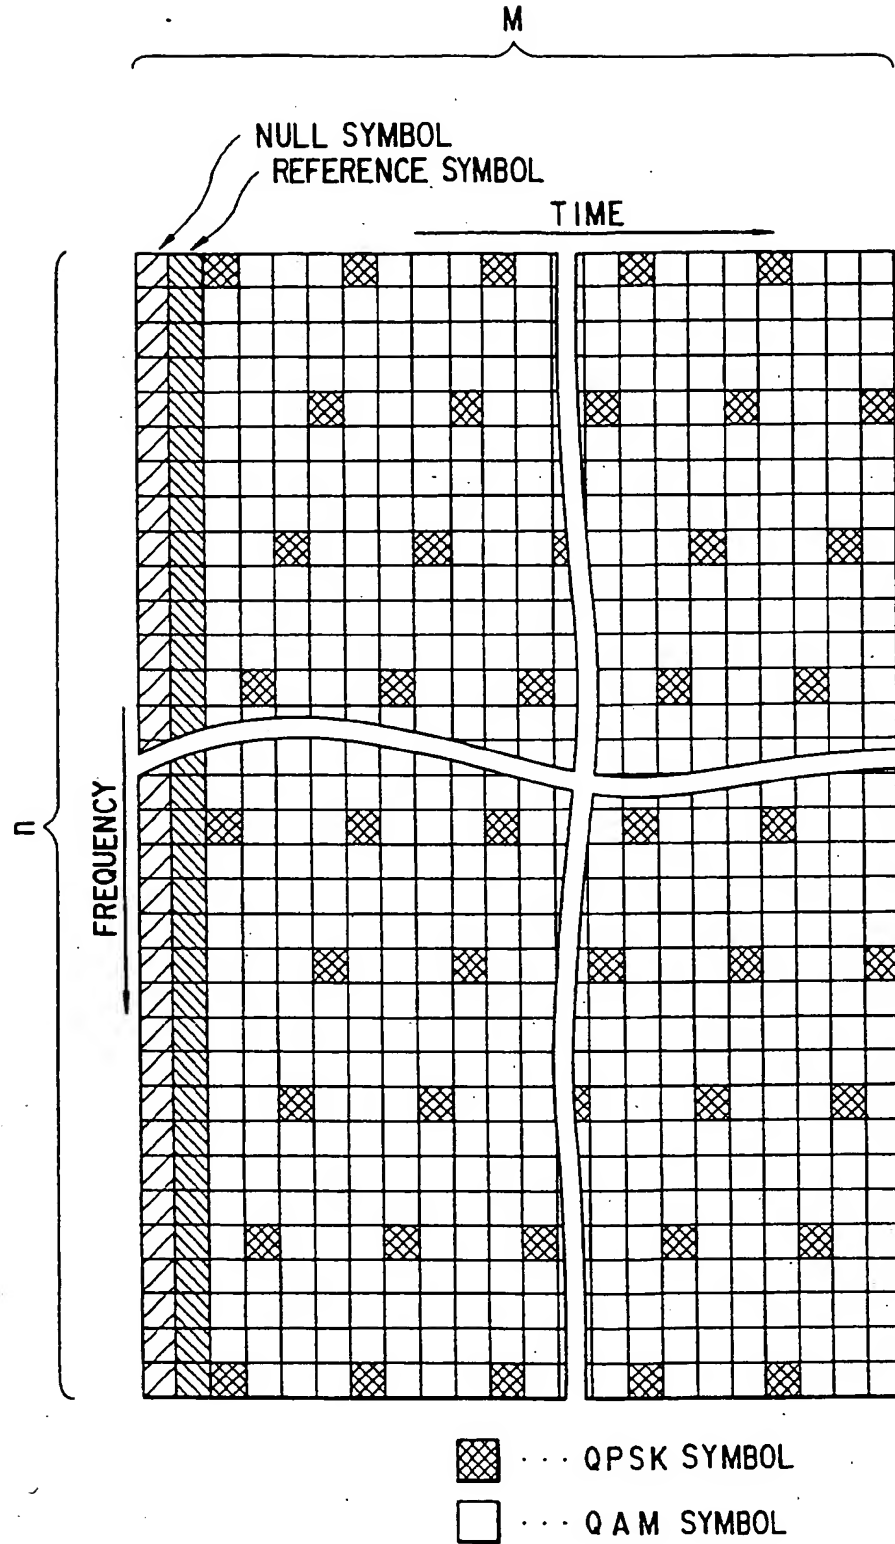 M
NULL SYMBOL
REFERENCE SYMBOL
TIME
n
FREQUENCY
··· QPSK SYMBOL
··· QAM SYMBOL